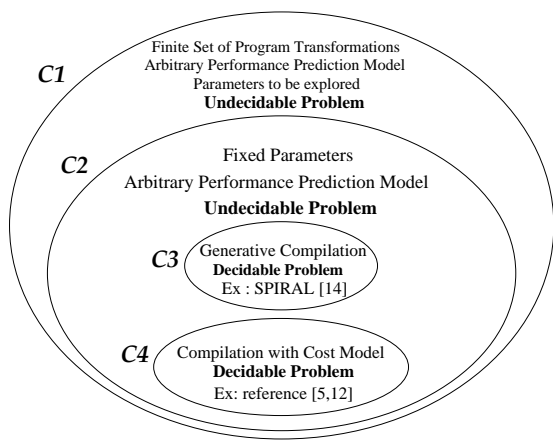 C1
Finite Set of Program Transformations
Arbitrary Performance Prediction Model
Parameters to be explored
Undecidable Problem
C2
Fixed Parameters
Arbitrary Performance Prediction Model
Undecidable Problem
C3
Generative Compilation
Decidable Problem
Ex : SPIRAL [14]
C4
Compilation with Cost Model
Decidable Problem
Ex: reference [5,12]